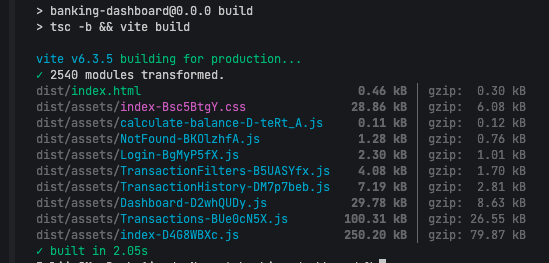 > banking-dashboard@0.0.0 build
> tsc -b && vite build
vite v6.3.5 building for production...
✓ 2540 modules transformed.
dist/index.html 0.46 kB │ gzip: 0.30 kB
dist/assets/index-Bsc5BtgY.css 28.86 kB │ gzip: 6.08 kB
dist/assets/calculate-balance-D-teRt_A.js 0.11 kB │ gzip: 0.12 kB
dist/assets/NotFound-BKOlzhfA.js 1.28 kB │ gzip: 0.76 kB
dist/assets/Login-BgMyP5fX.js 2.30 kB │ gzip: 1.01 kB
dist/assets/TransactionFilters-B5UASYfx.js 4.08 kB │ gzip: 1.70 kB
dist/assets/TransactionHistory-DM7p7beb.js 7.19 kB │ gzip: 2.81 kB
dist/assets/Dashboard-D2whQUDy.js 29.78 kB │ gzip: 8.63 kB
dist/assets/Transactions-BUe0cN5X.js 100.31 kB │ gzip: 26.55 kB
dist/assets/index-D4G8WBXc.js 250.20 kB │ gzip: 79.87 kB
✓ built in 2.05s